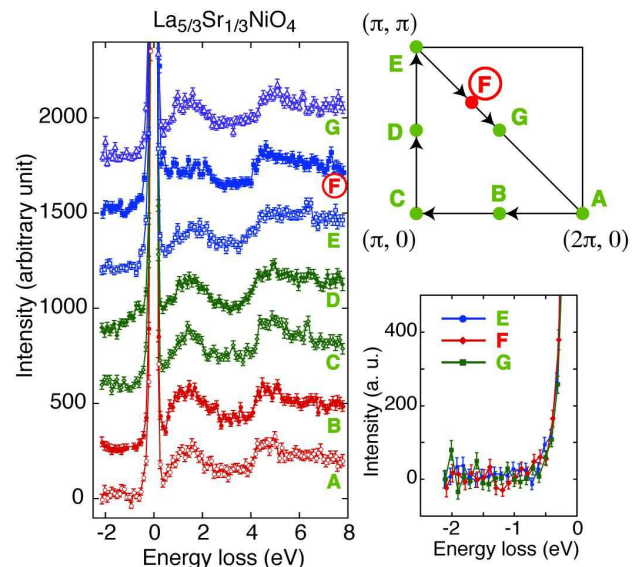 La5/3Sr1/3NiO4
Intensity (arbitrary unit)
2000
1500
1000
500
0
G
F
E
D
C
B
A
-2 0 2 4 6 8
Energy loss (eV)
(π, π)
E
F
G
D
C
B
A
(π, 0)
(2π, 0)
Intensity (a. u.)
400
200
0
E
F
G
-2 -1 0
Energy loss (eV)